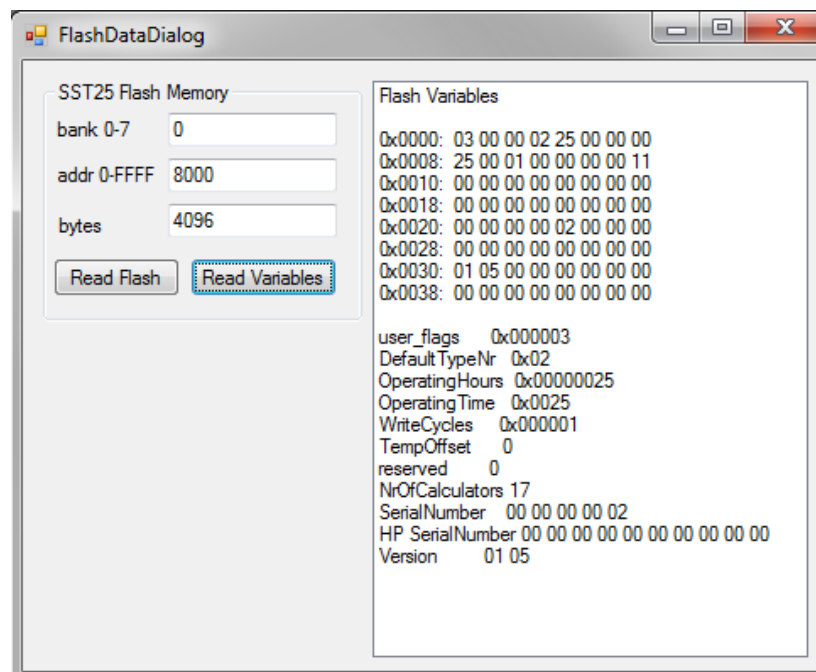 FlashDataDialog
SST25 Flash Memory
bank 0-7 0
addr 0-FFFF 8000
bytes 4096
Read Flash Read Variables
Flash Variables
0x0000: 03 00 00 02 25 00 00 00
0x0008: 25 00 01 00 00 00 00 11
0x0010: 00 00 00 00 00 00 00 00
0x0018: 00 00 00 00 00 00 00 00
0x0020: 00 00 00 00 02 00 00 00
0x0028: 00 00 00 00 00 00 00 00
0x0030: 01 05 00 00 00 00 00 00
0x0038: 00 00 00 00 00 00 00 00
user_flags 0x000003
DefaultTypeNr 0x02
OperatingHours 0x00000025
OperatingTime 0x0025
WriteCycles 0x000001
TempOffset 0
reserved 0
NrOfCalculators 17
SerialNumber 00 00 00 00 02
HP SerialNumber 00 00 00 00 00 00 00 00 00 00
Version 01 05